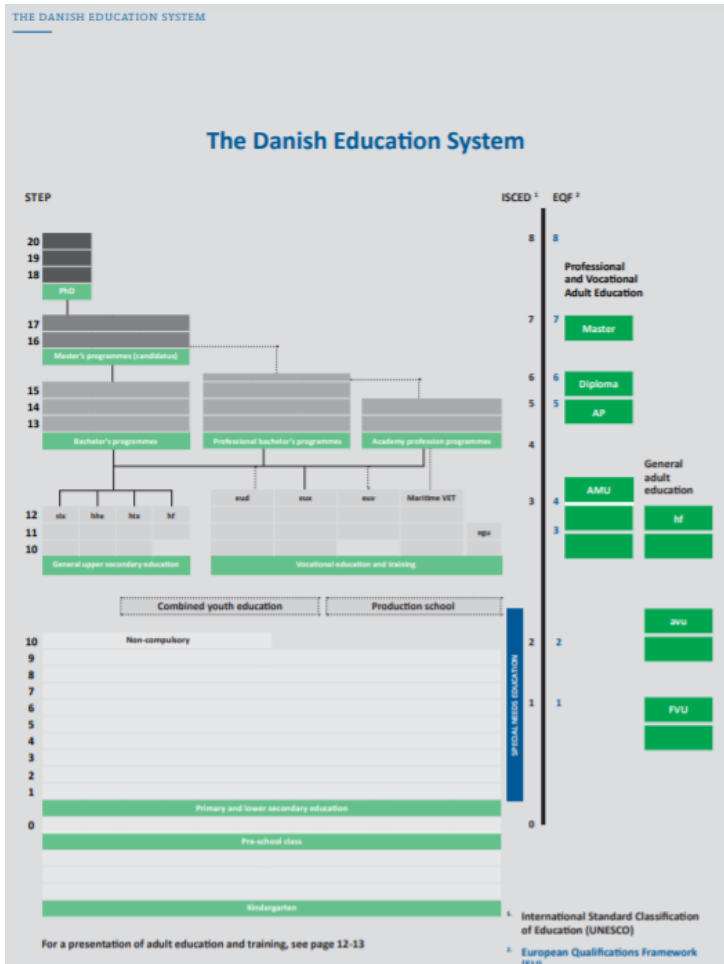 THE DANISH EDUCATION SYSTEM
The Danish Education System
STEP
ISCED 1 EQF 2
20
19
18
PhD
17
16
Master's programmes (candidatus)
15
14
13
Bachelor's programmes
Professional bachelor's programmes
Academy profession programmes
12
11
10
stx
hhx
htx
hf
General upper secondary education
eud
eux
euv
Maritime VET
egu
Vocational education and training
Combined youth education
Production school
10
Non-compulsory
9
8
7
6
5
4
3
2
1
Primary and lower secondary education
0
Pre-school class
Kindergarten
SPECIAL NEEDS EDUCATION
8
7
6
5
4
3
2
1
0
8
7
6
5
4
3
2
1
Professional
and Vocational
Adult Education
Master
Diploma
AP
AMU
General
adult
education
hf
avu
FVU
For a presentation of adult education and training, see page 12-13
1. International Standard Classification
of Education (UNESCO)
2. European Qualifications Framework
(EU)